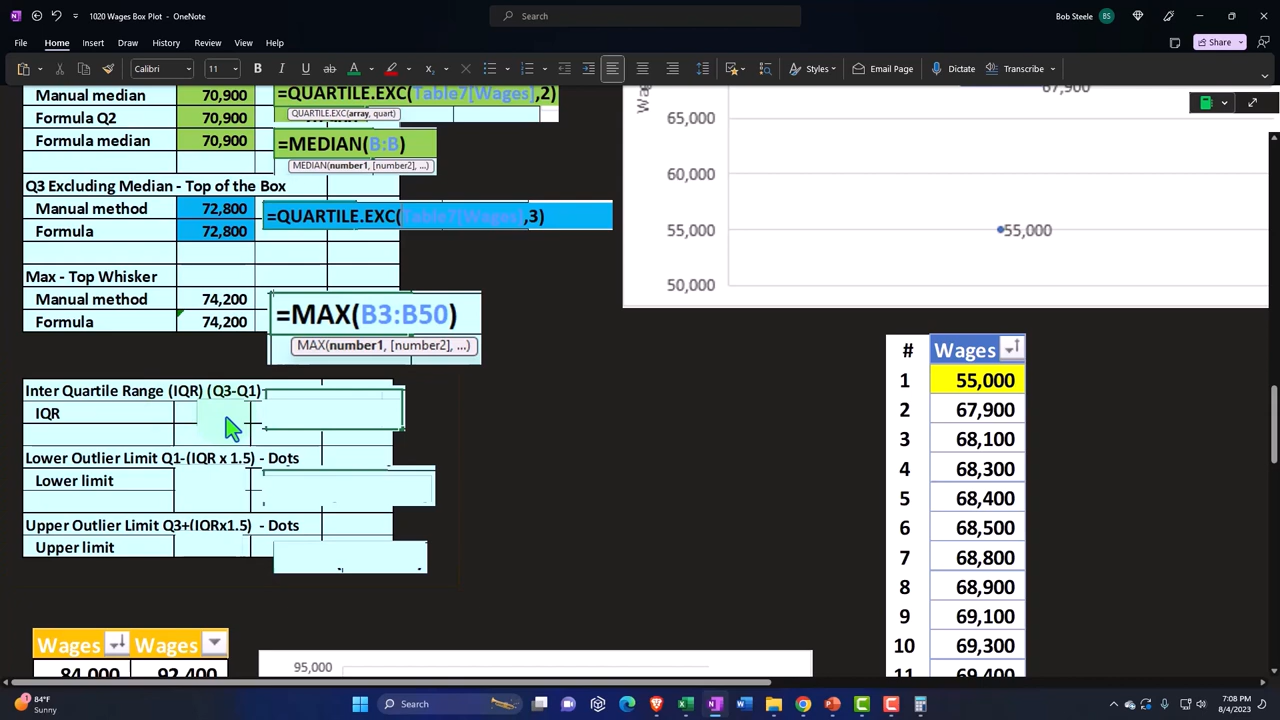 1020 Wages Box Plot - OneNote
Search
Bob Steele BS
File Home Insert Draw History Review View Help
Share
Calibri 11 Styles Email Page Dictate Transcribe
Manual median 70,900 =QUARTILE.EXC(Table7[Wages],2)
QUARTILE.EXC(array, quart)
Formula Q2 70,900
Formula median 70,900 =MEDIAN(B:B)
MEDIAN(number1, [number2], ...)
Q3 Excluding Median - Top of the Box
Manual method 72,800 =QUARTILE.EXC(Table7[Wages],3)
Formula 72,800
Max - Top Whisker
Manual method 74,200 =MAX(B3:B50)
Formula 74,200
MAX(number1, [number2], ...)
Inter Quartile Range (IQR) (Q3-Q1)
IQR
Lower Outlier Limit Q1-(IQR x 1.5) - Dots
Lower limit
Upper Outlier Limit Q3+(IQRx1.5) - Dots
Upper limit
Wages Wages
84,000 92,400
95,000
67,900
65,000
60,000
55,000 55,000
50,000
# Wages
1 55,000
2 67,900
3 68,100
4 68,300
5 68,400
6 68,500
7 68,800
8 68,900
9 69,100
10 69,300
11 69,400
84°F
Sunny
Search
7:08 PM
8/4/2023